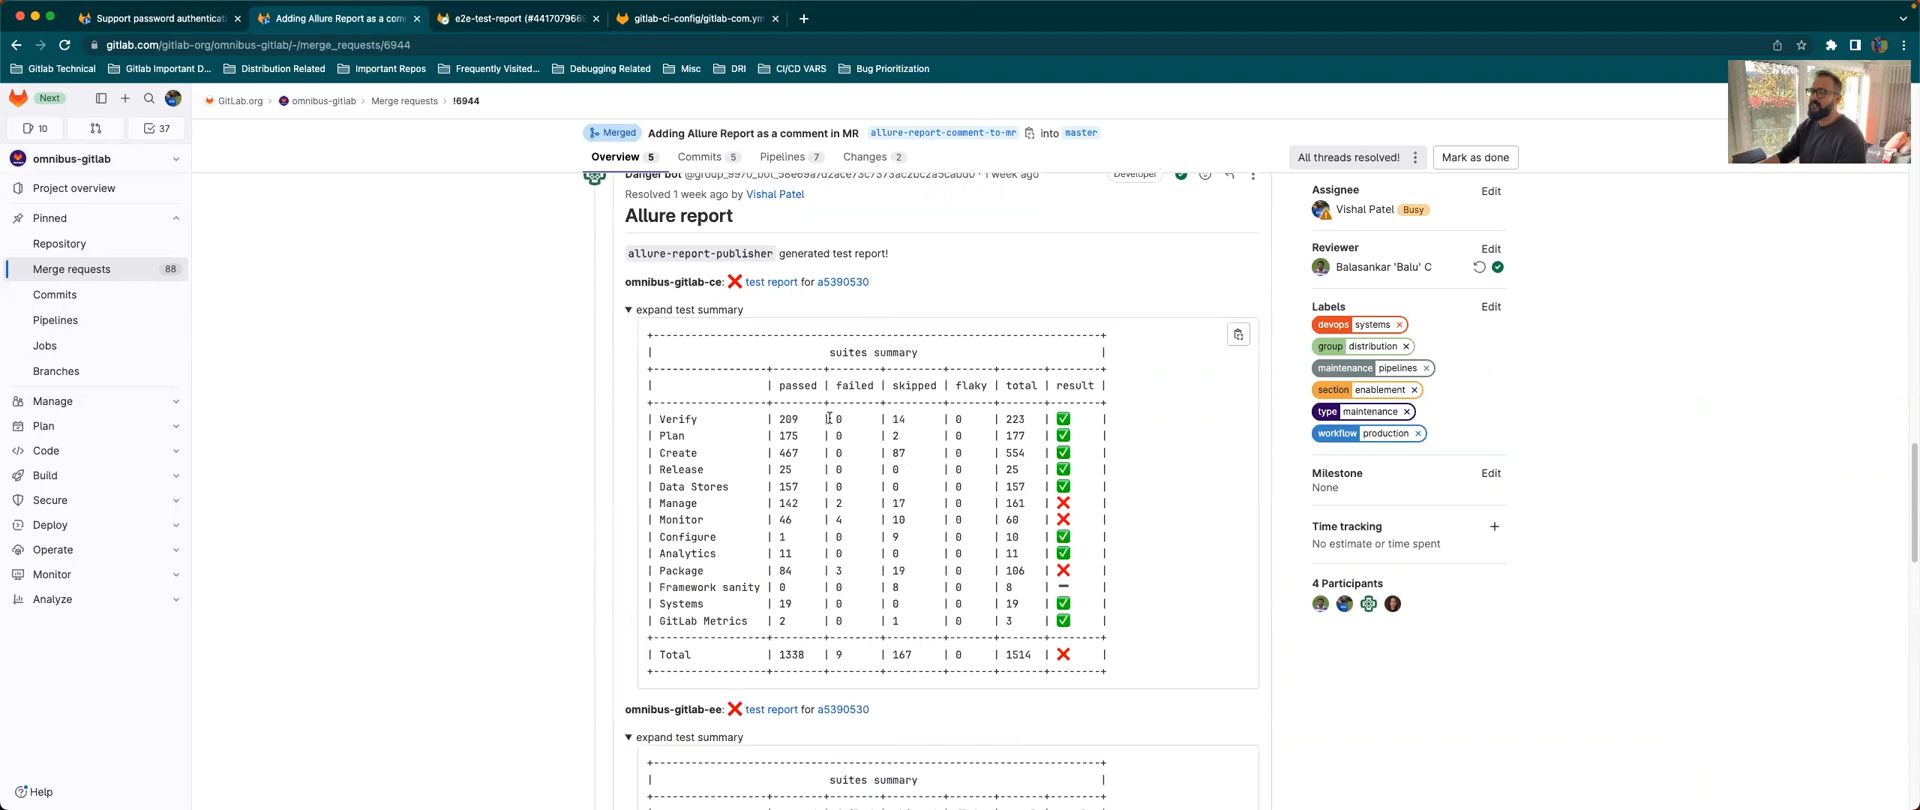 Support password authenticati
Adding Allure Report as a com
e2e-test-report (#4417079669
gitlab-ci-config/gitlab-com.ym
gitlab.com/gitlab-org/omnibus-gitlab/-/merge_requests/6944
Gitlab Technical
Gitlab Important D...
Distribution Related
Important Repos
Frequently Visited...
Debugging Related
Misc
DRI
CI/CD VARS
Bug Prioritization
Next
10
37
omnibus-gitlab
Project overview
Pinned
Repository
Merge requests 88
Commits
Pipelines
Jobs
Branches
Manage
Plan
Code
Build
Secure
Deploy
Operate
Monitor
Analyze
Help
GitLab.org > omnibus-gitlab > Merge requests > !6944
Merged Adding Allure Report as a comment in MR allure-report-comment-to-mr into master
Overview 5 Commits 5 Pipelines 7 Changes 2
All threads resolved! Mark as done
Danger bot 1 week ago Developer
Resolved 1 week ago by Vishal Patel
Allure report
allure-report-publisher generated test report!
omnibus-gitlab-ce: ❌ test report for a5390530
expand test summary
suites summary
| | passed | failed | skipped | flaky | total | result |
| Verify | 209 | 0 | 14 | 0 | 223 | ✅ |
| Plan | 175 | 0 | 2 | 0 | 177 | ✅ |
| Create | 467 | 0 | 87 | 0 | 554 | ✅ |
| Release | 25 | 0 | 0 | 0 | 25 | ✅ |
| Data Stores | 157 | 0 | 0 | 0 | 157 | ✅ |
| Manage | 142 | 2 | 17 | 0 | 161 | ❌ |
| Monitor | 46 | 4 | 10 | 0 | 60 | ❌ |
| Configure | 1 | 0 | 9 | 0 | 10 | ✅ |
| Analytics | 11 | 0 | 0 | 0 | 11 | ✅ |
| Package | 84 | 3 | 19 | 0 | 106 | ❌ |
| Framework sanity | 0 | 0 | 8 | 0 | 8 | ➖ |
| Systems | 19 | 0 | 0 | 0 | 19 | ✅ |
| GitLab Metrics | 2 | 0 | 1 | 0 | 3 | ✅ |
| Total | 1338 | 9 | 167 | 0 | 1514 | ❌ |
omnibus-gitlab-ee: ❌ test report for a5390530
expand test summary
suites summary
Assignee Edit
Vishal Patel Busy
Reviewer Edit
Balasankar 'Balu' C
Labels Edit
devops systems ×
group distribution ×
maintenance pipelines ×
section enablement ×
type maintenance ×
workflow production ×
Milestone Edit
None
Time tracking +
No estimate or time spent
4 Participants